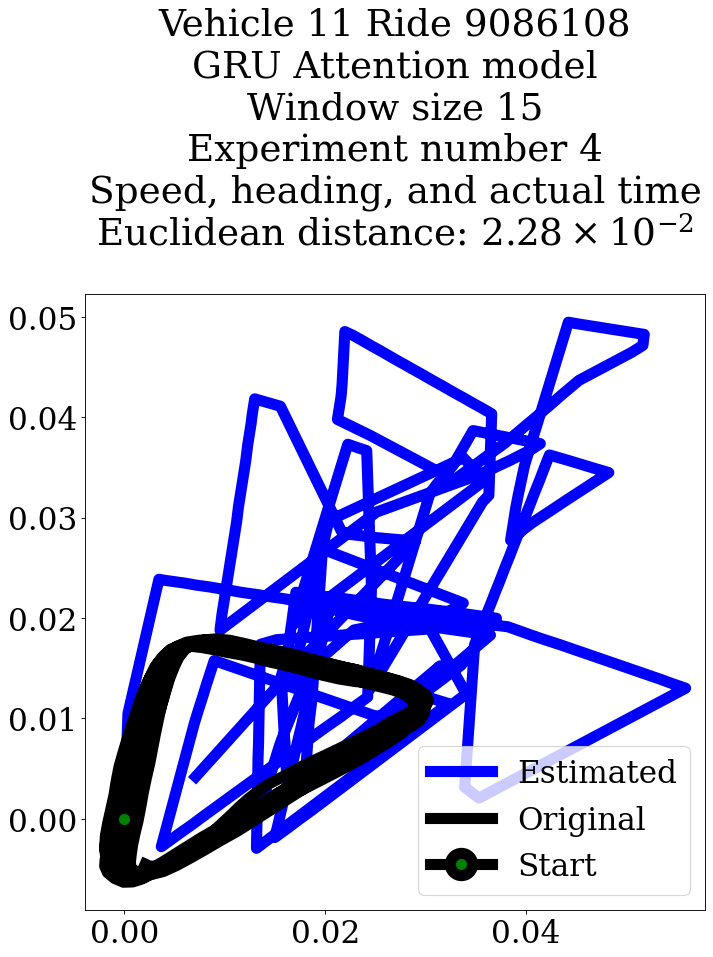 Vehicle 11 Ride 9086108
GRU Attention model
Window size 15
Experiment number 4
Speed, heading, and actual time
Euclidean distance: 2.28 × 10⁻²
0.05
0.04
0.03
0.02
0.01
0.00
Estimated
Original
Start
0.00 0.02 0.04